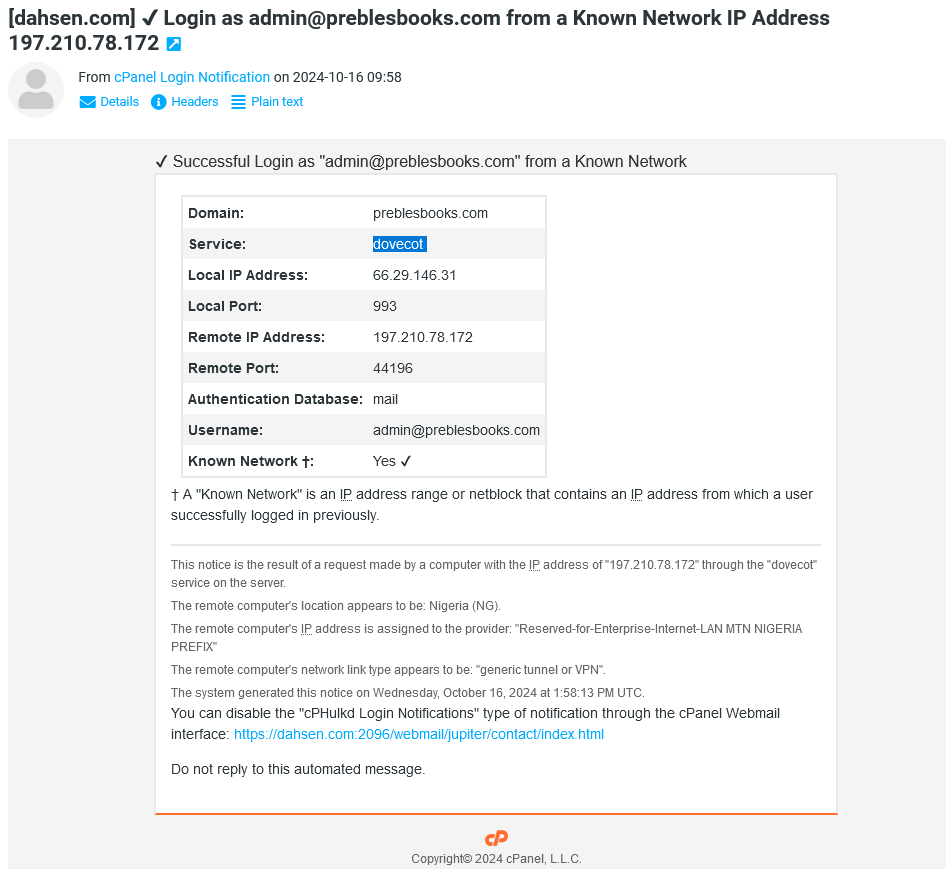 [dahsen.com] ✔ Login as admin@preblesbooks.com from a Known Network IP Address
197.210.78.172
From cPanel Login Notification on 2024-10-16 09:58
Details Headers Plain text
✔ Successful Login as "admin@preblesbooks.com" from a Known Network
Domain: preblesbooks.com
Service: dovecot
Local IP Address: 66.29.146.31
Local Port: 993
Remote IP Address: 197.210.78.172
Remote Port: 44196
Authentication Database: mail
Username: admin@preblesbooks.com
Known Network †: Yes ✔
† A "Known Network" is an IP address range or netblock that contains an IP address from which a user
successfully logged in previously.
This notice is the result of a request made by a computer with the IP address of "197.210.78.172" through the "dovecot"
service on the server.
The remote computer's location appears to be: Nigeria (NG).
The remote computer's IP address is assigned to the provider: "Reserved-for-Enterprise-Internet-LAN MTN NIGERIA
PREFIX"
The remote computer's network link type appears to be: "generic tunnel or VPN".
The system generated this notice on Wednesday, October 16, 2024 at 1:58:13 PM UTC.
You can disable the "cPHulkd Login Notifications" type of notification through the cPanel Webmail
interface: https://dahsen.com:2096/webmail/jupiter/contact/index.html
Do not reply to this automated message.
cP
Copyright© 2024 cPanel, L.L.C.